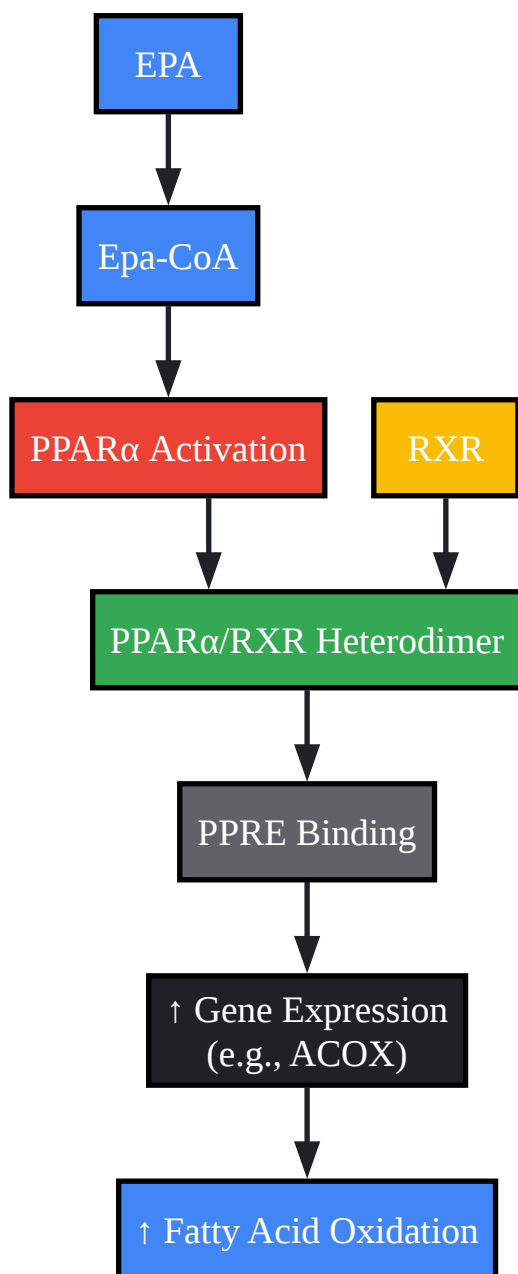 EPA
Epa-CoA
PPARα Activation
RXR
PPARα/RXR Heterodimer
PPRE Binding
↑ Gene Expression
(e.g., ACOX)
↑ Fatty Acid Oxidation